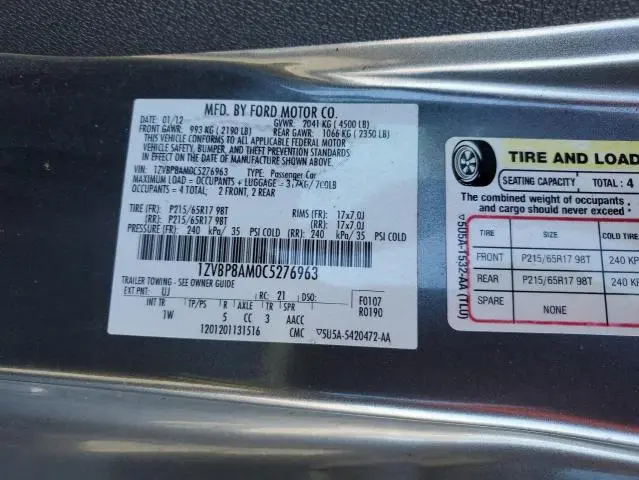 MFD. BY FORD MOTOR CO.
DATE: 01/12 GVWR: 2041 KG ( 4500 LB)
FRONT GAWR: 993 KG ( 2190 LB) REAR GAWR: 1066 KG ( 2350 LB)
THIS VEHICLE CONFORMS TO ALL APPLICABLE FEDERAL MOTOR
VEHICLE SAFETY, BUMPER, AND THEFT PREVENTION STANDARDS
IN EFFECT ON THE DATE OF MANUFACTURE SHOWN ABOVE.
VIN: 1ZVBP8AM0C5276963 TYPE: Passenger Car
MAXIMUM LOAD = OCCUPANTS + LUGGAGE = 317KG/ 700LB
OCCUPANTS = 4 TOTAL: 2 FRONT, 2 REAR
TIRE (FR): P215/65R17 98T RIMS (FR): 17x7.0J
(RR): P215/65R17 98T (RR): 17x7.0J
PRESSURE (FR): 240 kPa/ 35 PSI COLD (RR): 240 kPa/ 35 PSI COLD
1ZVBP8AM0C5276963
TRAILER TOWING - SEE OWNER GUIDE
EXT PNT: UJ RC: 21 DSO: F0107
INT TR TP/PS R AXLE TR SPR R0190
1W 5 CC 3 AACC
1201201131516 CMC ▽5U5A-5420472-AA
TIRE AND LOAD
SEATING CAPACITY TOTAL: 4
The combined weight of occupants
and cargo should never exceed
TIRE SIZE COLD TIRE
FRONT P215/65R17 98T 240 KP
REAR P215/65R17 98T 240 KP
SPARE NONE
▽5U5A-1532-AA (TLU)